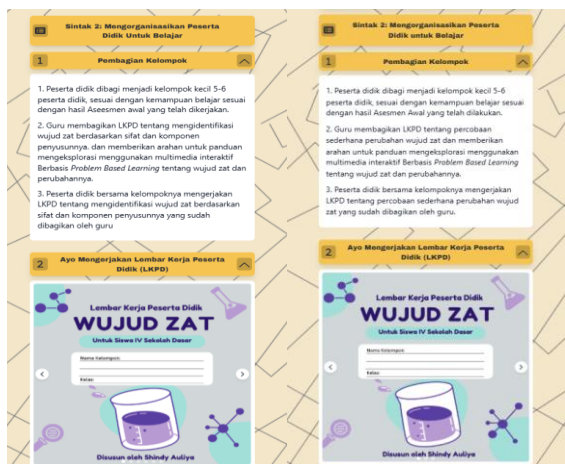 Sintak 2: Mengorganisasikan Peserta
Didik Untuk Belajar
1 Pembagian Kelompok
1. Peserta didik dibagi menjadi kelompok kecil 5-6
peserta didik, sesuai dengan kemampuan belajar sesuai
dengan hasil Aseesmen awal yang telah dikerjakan.
2. Guru membagikan LKPD tentang mengidentifikasi
wujud zat berdasarkan sifat dan komponen
penyusunnya. dan memberikan arahan untuk panduan
mengeksplorasi menggunakan multimedia interaktif
Berbasis Problem Based Learning tentang wujud zat dan
perubahannya.
3. Peserta didik bersama kelompoknya mengerjakan
LKPD tentang mengidentifikasi wujud zat berdasarkan
sifat dan komponen penyusunnya yang sudah
dibagikan oleh guru
2 Ayo Mengerjakan Lembar Kerja Peserta
Didik (LKPD)
Lembar Kerja Peserta Didik
WUJUD ZAT
Untuk Siswa IV Sekolah Dasar
Nama Kelompok:
Kelas:
Disusun oleh Shindy Auliya
Sintak 2: Mengorganisasikan Peserta
Didik untuk Belajar
1 Pembagian Kelompok
1. Peserta didik dibagi menjadi kelompok kecil 5-6
peserta didik, sesuai dengan kemampuan belajar sesuai
dengan hasil Asesmen Awal yang telah dilakukan.
2. Guru membagikan LKPD tentang percobaan
sederhana perubahan wujud zat dan memberikan
arahan untuk panduan mengeksplorasi menggunakan
multimedia interaktif Berbasis Problem Based Learning
tentang wujud zat dan perubahannya.
3. Peserta didik bersama kelompoknya mengerjakan
LKPD tentang percobaan sederhana perubahan wujud
zat yang sudah dibagikan oleh guru.
2 Ayo Mengerjakan Lembar Kerja Peserta
Didik (LKPD)
Lembar Kerja Peserta Didik
WUJUD ZAT
Untuk Siswa IV Sekolah Dasar
Nama Kelompok:
Kelas:
Disusun oleh Shindy Auliya